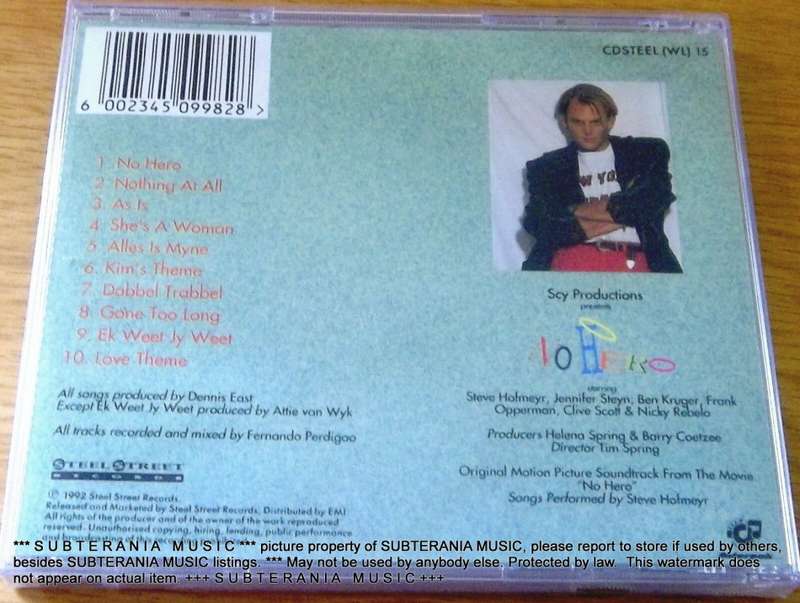 CDSTEEL (WL) 15
6 002345 099828 >
1. No Hero
2. Nothing At All
3. As Is
4. She's A Woman
5. Alles Is Myne
6. Kim's Theme
7. Dabbel Trabbel
8. Gone Too Long
9. Ek Weet Jy Weet
10. Love Theme
All songs produced by Dennis East
Except Ek Weet Jy Weet produced by Attie van Wyk
All tracks recorded and mixed by Fernando Perdigao
STEEL STREET
RECORDS
℗ 1992 Steel Street Records.
Released and Marketed by Steel Street Records, Distributed by EMI
All rights of the producer and of the owner of the work reproduced
reserved. Unauthorised copying, hiring, lending, public performance
and broadcasting of this
NEW YORK
Scy Productions
presents
No Hero
starring
Steve Hofmeyr, Jennifer Steyn, Ben Kruger, Frank
Opperman, Clive Scott & Nicky Rebelo
Producers Helena Spring & Barry Coetzee
Director Tim Spring
Original Motion Picture Soundtrack From The Movie
"No Hero"
Songs Performed by Steve Hofmeyr
*** S U B T E R A N I A M U S I C *** picture property of SUBTERANIA MUSIC, please report to store if used by others,
besides SUBTERANIA MUSIC listings. *** May not be used by anybody else. Protected by law. This watermark does
not appear on actual item. +++ S U B T E R A N I A M U S I C +++